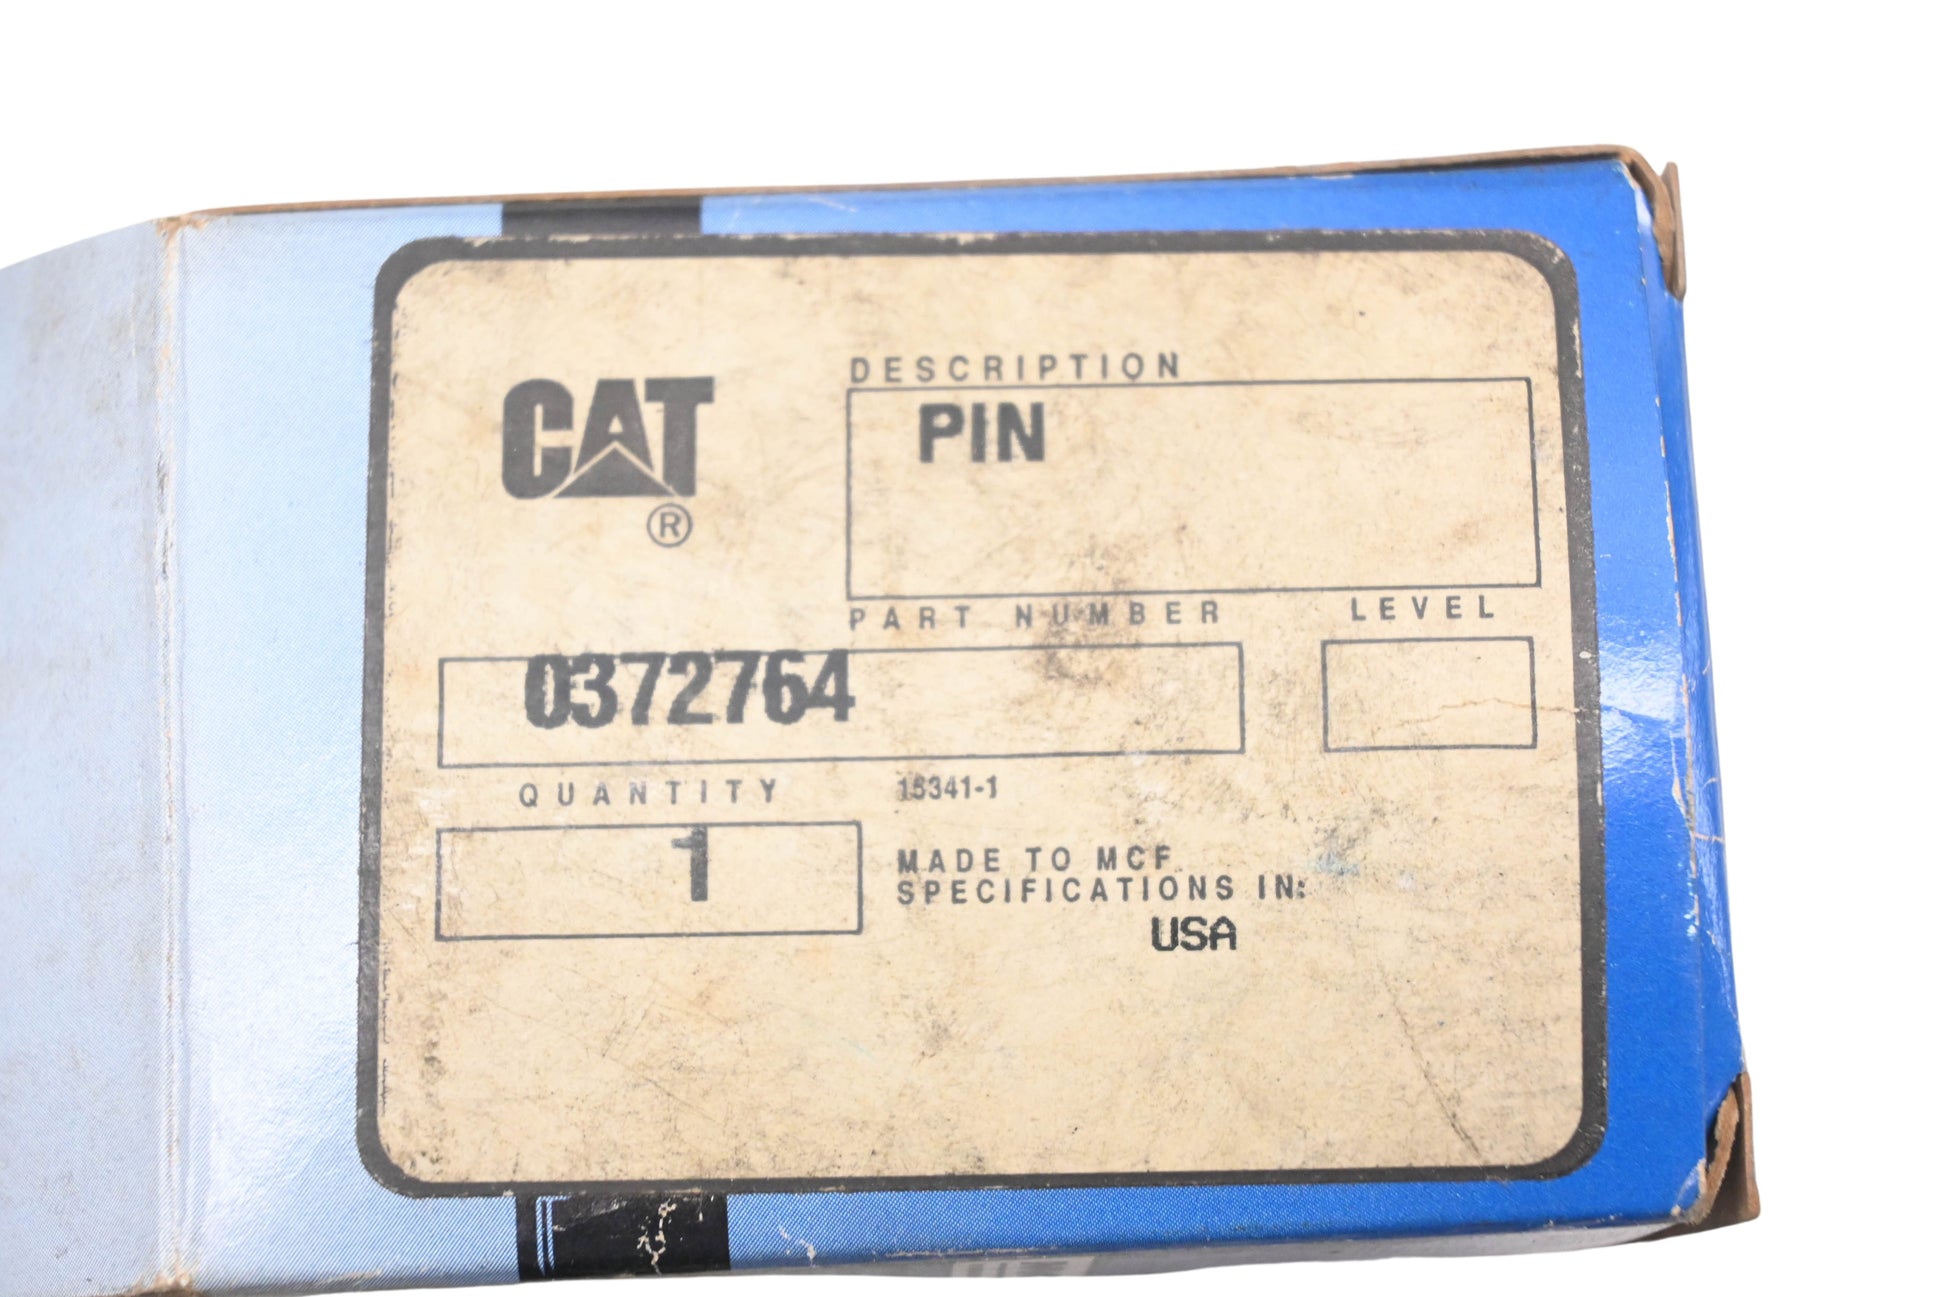 CAT
®
DESCRIPTION
PIN
PART NUMBER
LEVEL
0372764
QUANTITY
15341-1
1
MADE TO MCF
SPECIFICATIONS IN:
USA